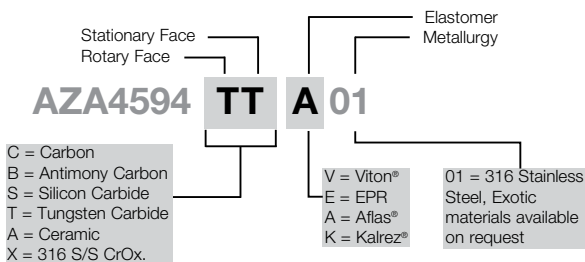 Elastomer
Stationary Face
Metallurgy
Rotary Face
AZA4594 TT A 01
C = Carbon
B = Antimony Carbon
S = Silicon Carbide
T = Tungsten Carbide
A = Ceramic
X = 316 S/S CrOx.
V = Viton®
E = EPR
A = Aflas®
K = Kalrez®
01 = 316 Stainless
Steel, Exotic
materials available
on request